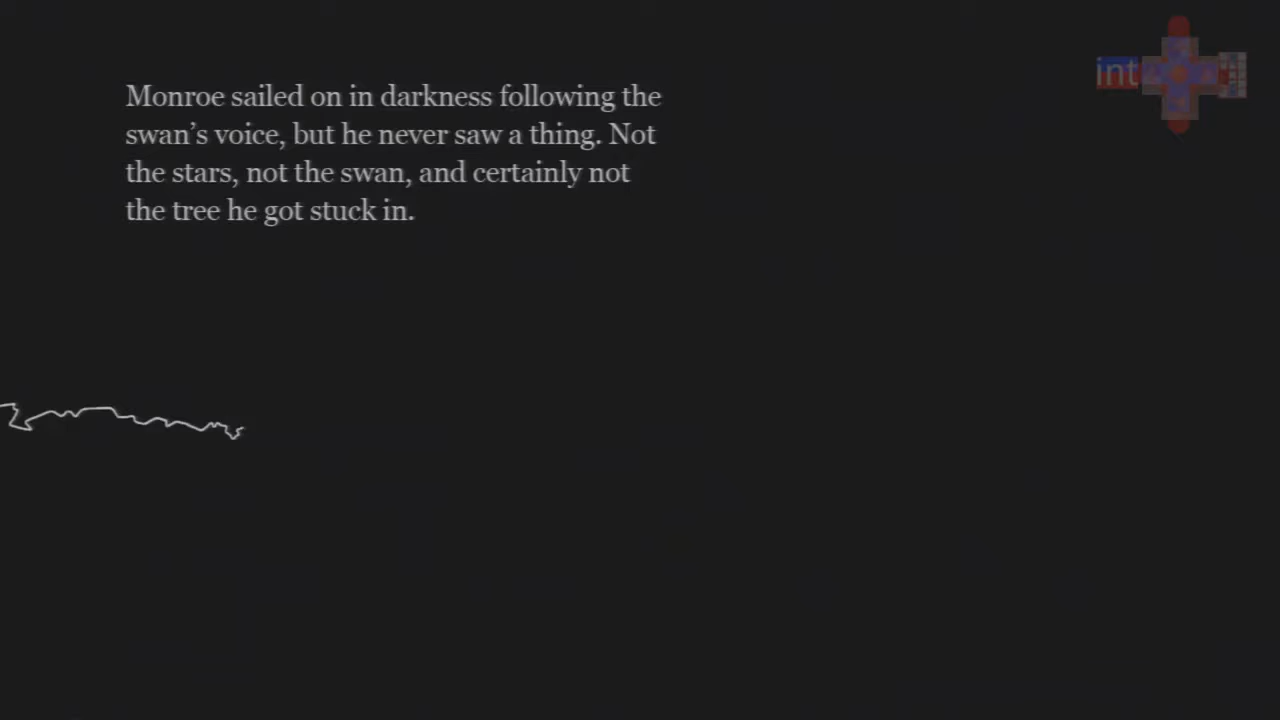 Monroe sailed on in darkness following the
swan’s voice, but he never saw a thing. Not
the stars, not the swan, and certainly not
the tree he got stuck in.